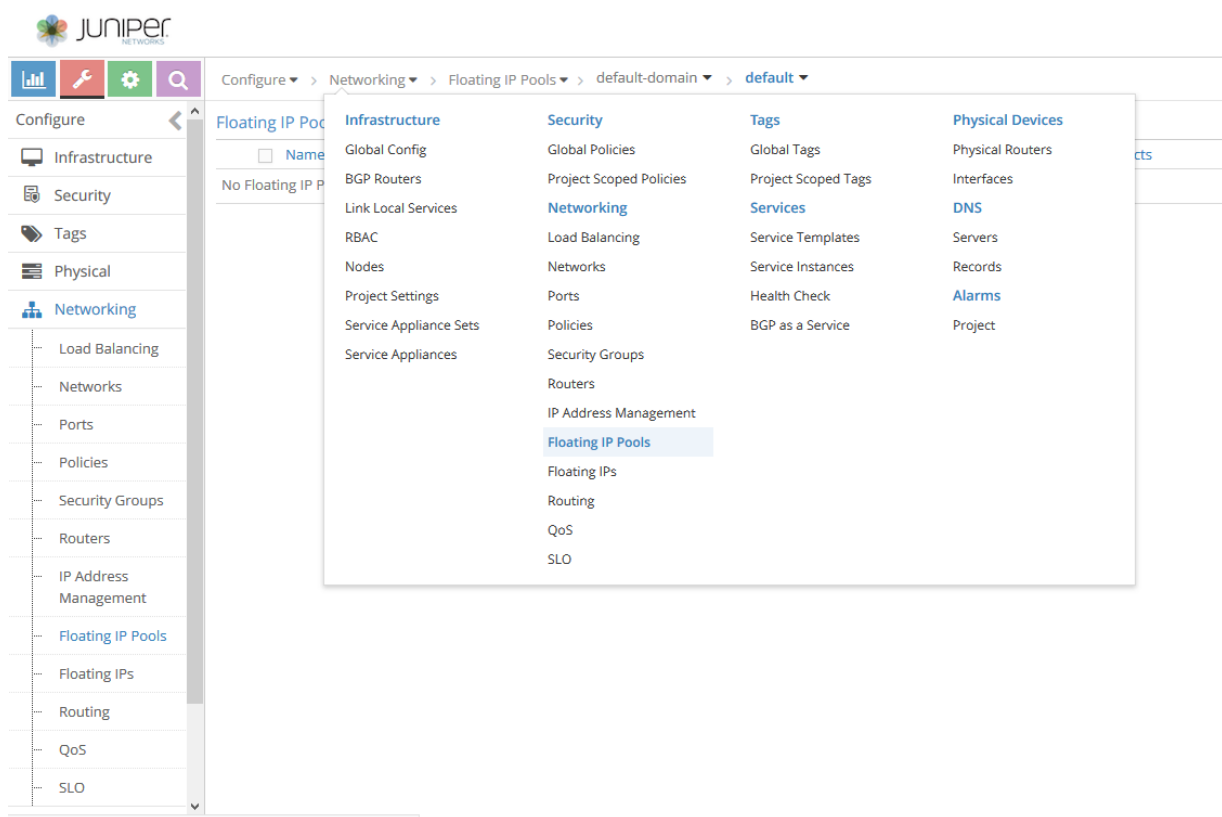 JUNIPER
NETWORKS
Configure > Networking > Floating IP Pools > default-domain > default
Configure
Infrastructure
Security
Tags
Physical
Networking
Load Balancing
Networks
Ports
Policies
Security Groups
Routers
IP Address
Management
Floating IP Pools
Floating IPs
Routing
QoS
SLO
Floating IP Poo
Name
cts
No Floating IP P
Infrastructure
Global Config
BGP Routers
Link Local Services
RBAC
Nodes
Project Settings
Service Appliance Sets
Service Appliances
Security
Global Policies
Project Scoped Policies
Networking
Load Balancing
Networks
Ports
Policies
Security Groups
Routers
IP Address Management
Floating IP Pools
Floating IPs
Routing
QoS
SLO
Tags
Global Tags
Project Scoped Tags
Services
Service Templates
Service Instances
Health Check
BGP as a Service
Physical Devices
Physical Routers
Interfaces
DNS
Servers
Records
Alarms
Project